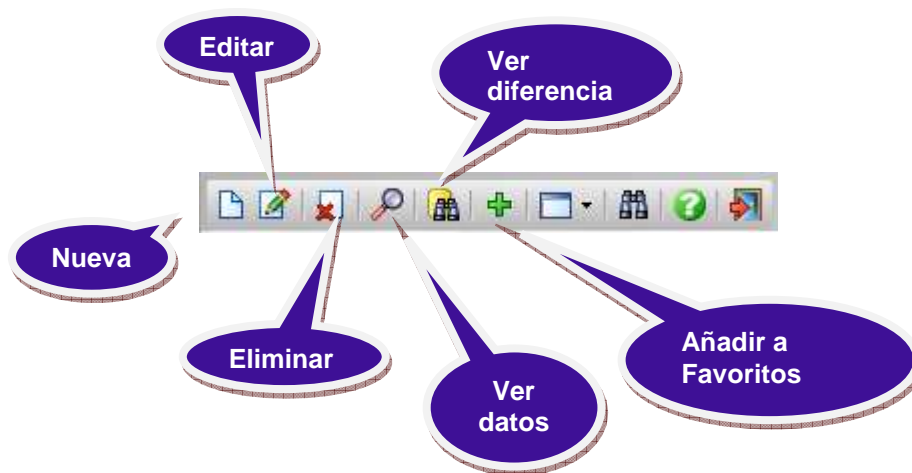 Editar
Ver
diferencia
Nueva
Eliminar
Ver
datos
Añadir a
Favoritos